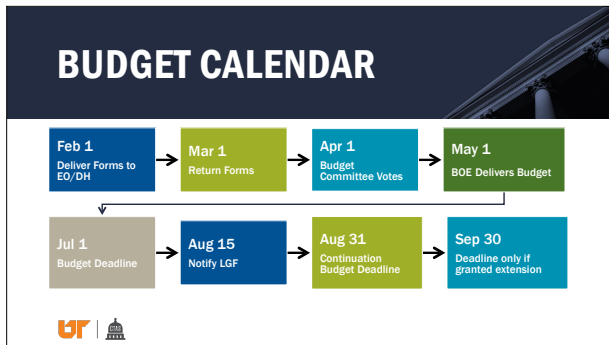 BUDGET CALENDAR
Feb 1
Deliver Forms to
EO/DH
Mar 1
Return Forms
Apr 1
Budget
Committee Votes
May 1
BOE Delivers Budget
Jul 1
Budget Deadline
Aug 15
Notify LGF
Aug 31
Continuation
Budget Deadline
Sep 30
Deadline only if
granted extension
UT
CTAS